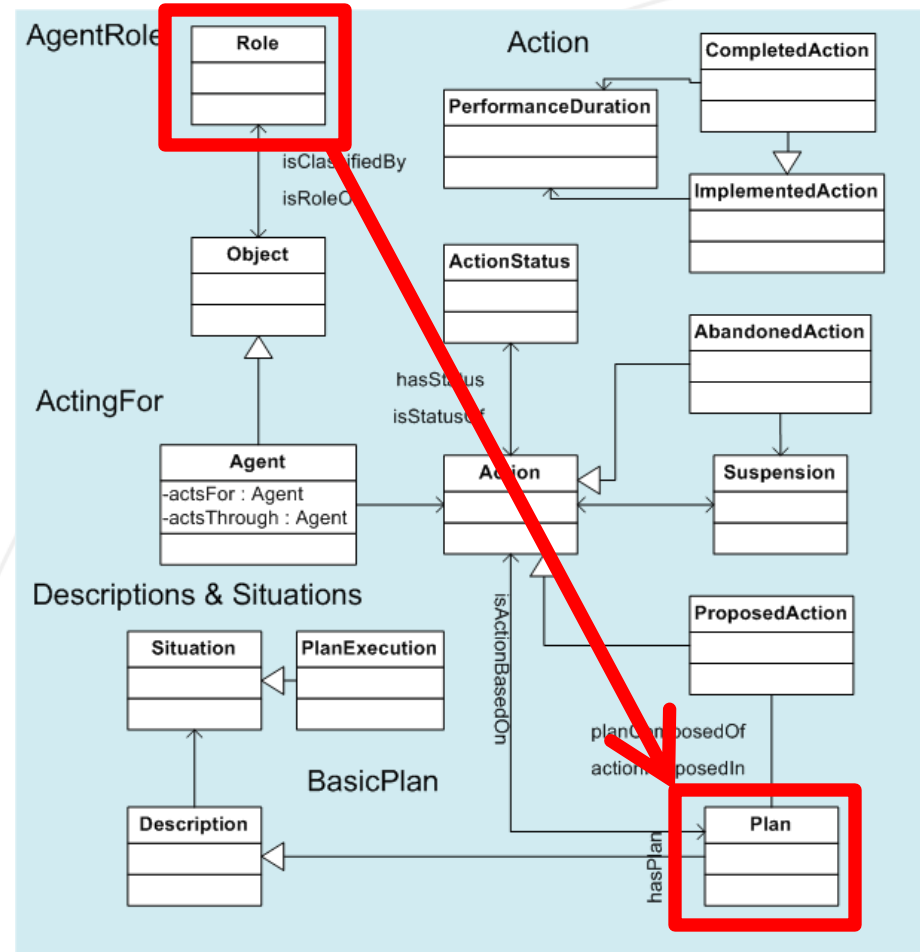 AgentRole
Role
Action
CompletedAction
PerformanceDuration
isClassifiedBy
ImplementedAction
isRoleOf
Object
ActionStatus
AbandonedAction
hasStatus
ActingFor
isStatusOf
Agent
Action
Suspension
-actsFor : Agent
-actsThrough : Agent
Descriptions & Situations
isActionBasedOn
ProposedAction
Situation
PlanExecution
planComposedOf
BasicPlan
Description
Plan
hasPlan